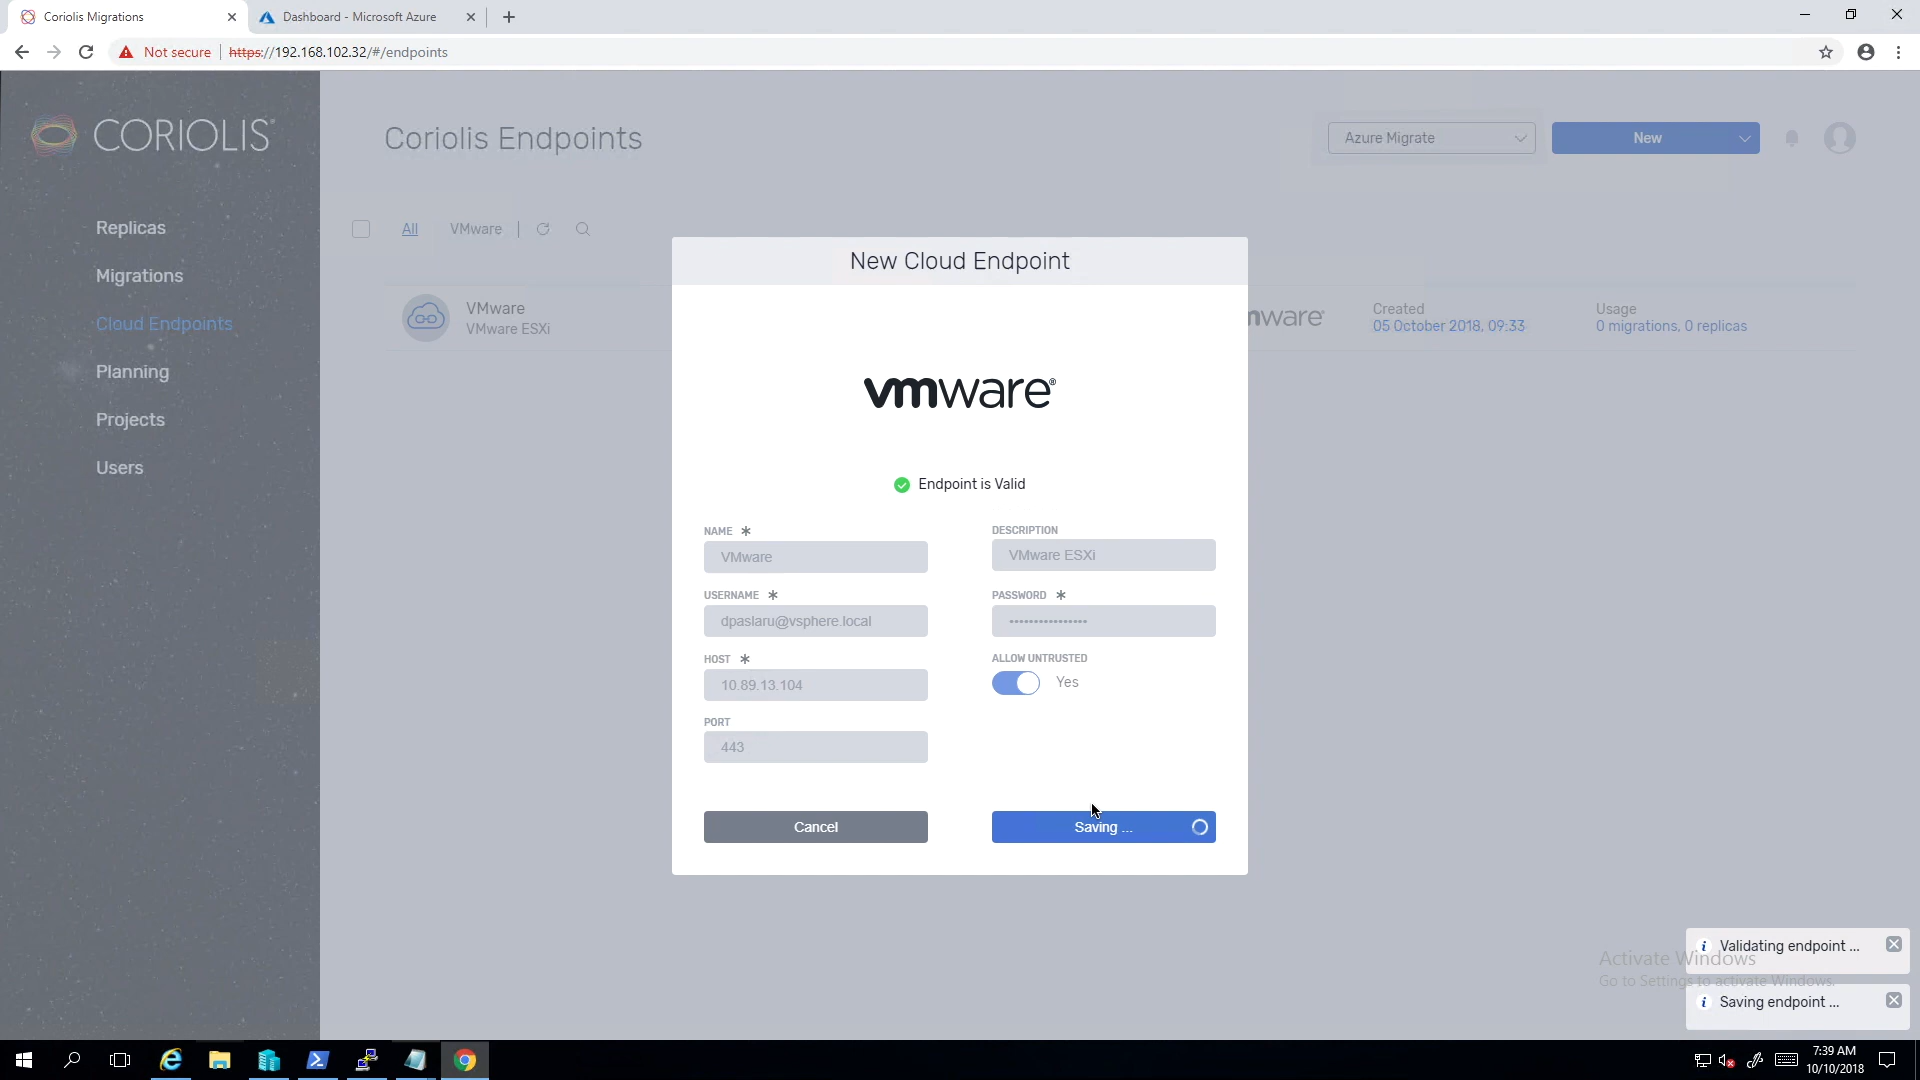 Coriolis Migrations
Dashboard - Microsoft Azure
Not secure
https://192.168.102.32/#/endpoints
CORIOLIS
Coriolis Endpoints
Azure Migrate
New
Replicas
Migrations
Cloud Endpoints
Planning
Projects
Users
All
VMware
VMware
VMware ESXi
mware
Created
05 October 2018, 09:33
Usage
0 migrations, 0 replicas
New Cloud Endpoint
vmware®
Endpoint is Valid
NAME *
VMware
DESCRIPTION
VMware ESXi
USERNAME *
dpaslaru@vsphere.local
PASSWORD *
••••••••••••••••
HOST *
10.89.13.104
ALLOW UNTRUSTED
Yes
PORT
443
Cancel
Saving ...
Validating endpoint ...
Activate Windows
Go to Settings to activate Windows.
Saving endpoint ...
7:39 AM
10/10/2018